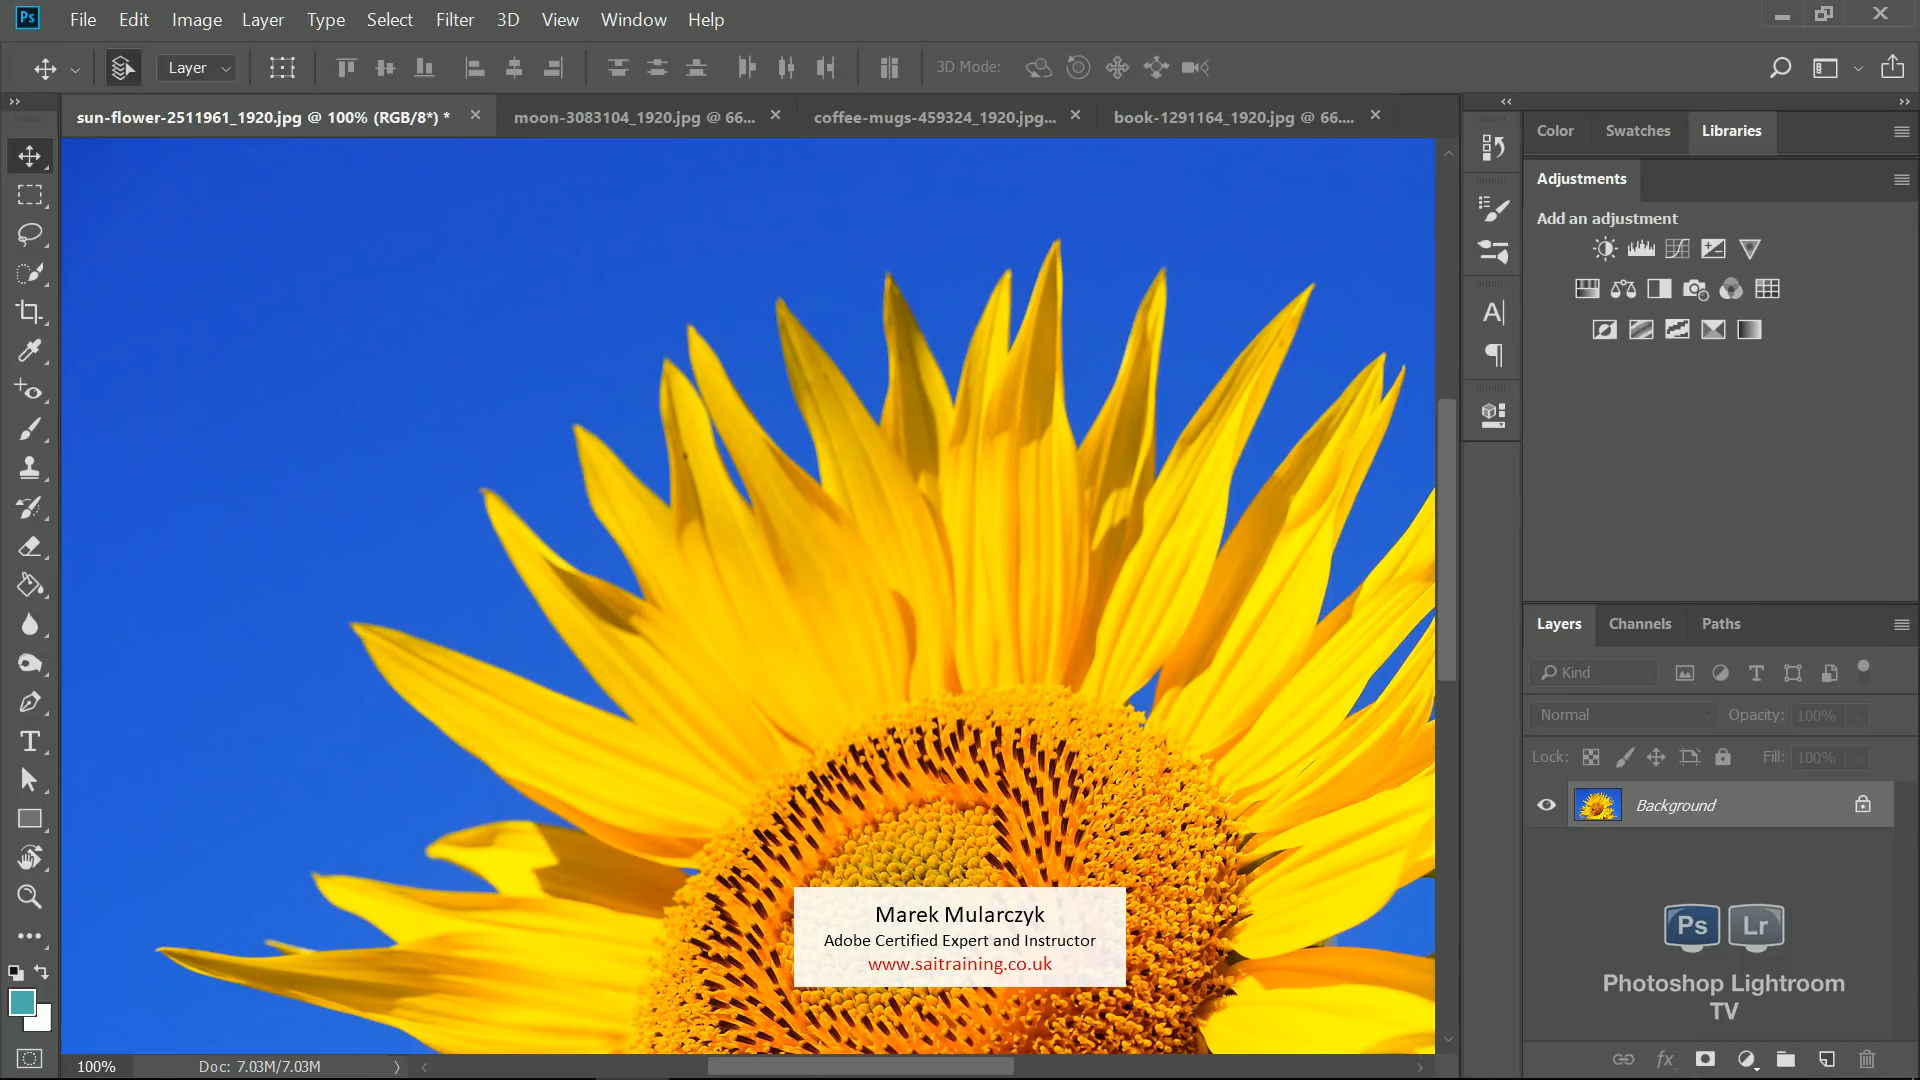 Ps File Edit Image Layer Type Select Filter 3D View Window Help
Layer 3D Mode:
sun-flower-2511961_1920.jpg @ 100% (RGB/8*) * moon-3083104_1920.jpg @ 66... coffee-mugs-459324_1920.jpg... book-1291164_1920.jpg @ 66....
Color Swatches Libraries
Adjustments
Add an adjustment
Layers Channels Paths
Kind
Normal Opacity: 100%
Lock: Fill: 100%
Background
Marek Mularczyk
Adobe Certified Expert and Instructor
www.saitraining.co.uk
Ps Lr
Photoshop Lightroom
TV
100% Doc: 7.03M/7.03M
fx